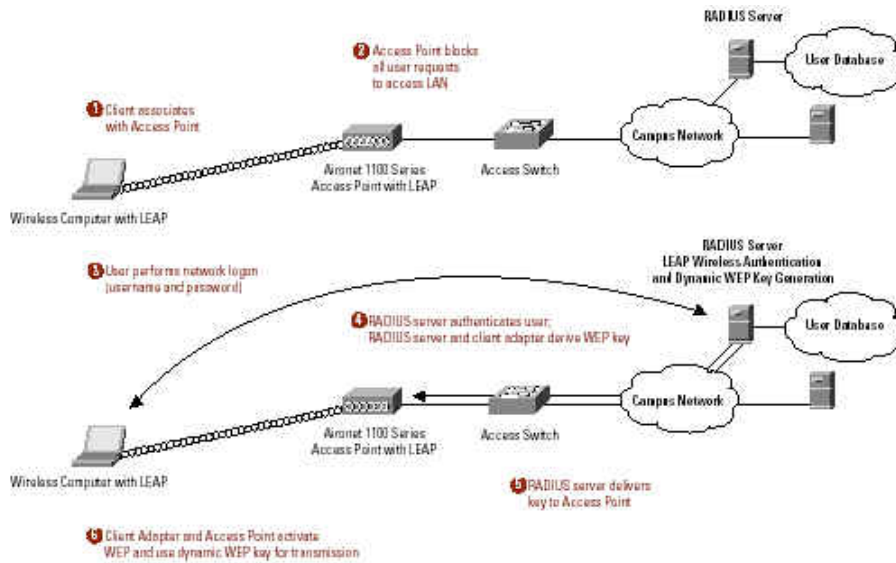 RADIUS Server
2 Access Point blocks
all user requests
to access LAN
User Database
1 Client associates
with Access Point
Campus Network
Aironet 1100 Series
Access Point with LEAP
Access Switch
Wireless Computer with LEAP
RADIUS Server
LEAP Wireless Authentication
and Dynamic WEP Key Generation
3 User performs network logon
(username and password)
4 RADIUS server authenticates user;
RADIUS server and client adapter derive WEP key
User Database
Campus Network
Aironet 1100 Series
Access Point with LEAP
Access Switch
Wireless Computer with LEAP
5 RADIUS server delivers
key to Access Point
6 Client Adapter and Access Point activate
WEP and use dynamic WEP key for transmission